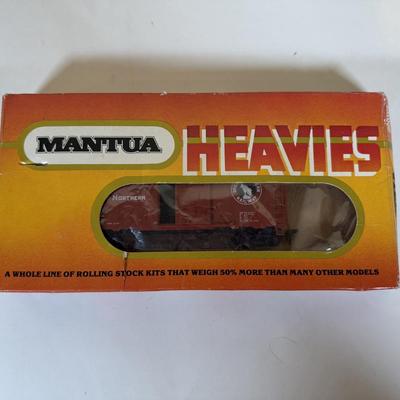 MANTUA
HEAVIES
NORTHERN
A WHOLE LINE OF ROLLING STOCK KITS THAT WEIGH 50% MORE THAN MANY OTHER MODELS